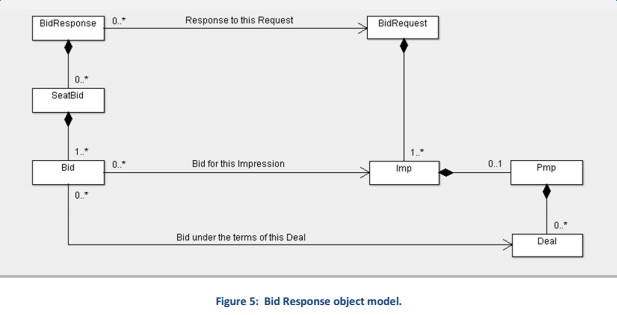 BidResponse 0..* Response to this Request BidRequest
0..*
SeatBid
1..* 1..*
Bid 0..* Bid for this Impression Imp 0..1 Pmp
0..*
0..*
Bid under the terms of this Deal Deal
Figure 5: Bid Response object model.